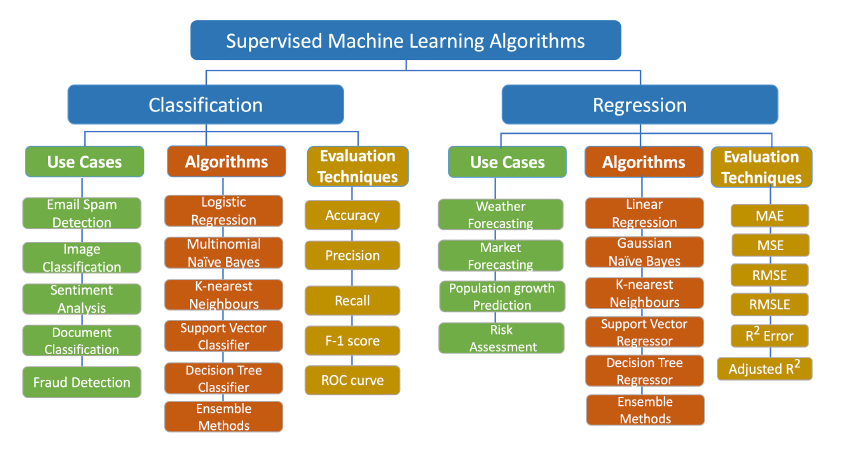 Supervised Machine Learning Algorithms
Classification
Use Cases
Email Spam
Detection
Image
Classification
Sentiment
Analysis
Document
Classification
Fraud Detection
Algorithms
Logistic
Regression
Multinomial
Naïve Bayes
K-nearest
Neighbours
Support Vector
Classifier
Decision Tree
Classifier
Ensemble
Methods
Evaluation
Techniques
Accuracy
Precision
Recall
F-1 score
ROC curve
Regression
Use Cases
Weather
Forecasting
Market
Forecasting
Population growth
Prediction
Risk
Assessment
Algorithms
Linear
Regression
Gaussian
Naïve Bayes
K-nearest
Neighbours
Support Vector
Regressor
Decision Tree
Regressor
Ensemble
Methods
Evaluation
Techniques
MAE
MSE
RMSE
RMSLE
R² Error
Adjusted R²